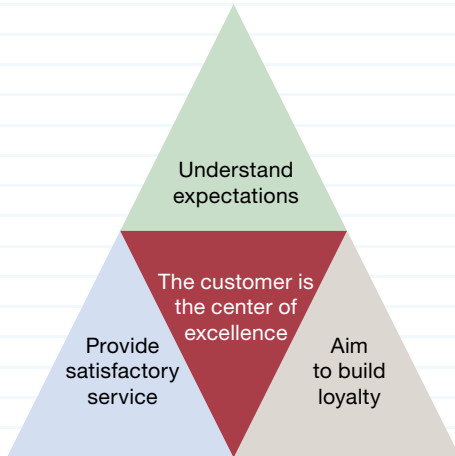 Understand
expectations
The customer is
the center of
excellence
Provide
satisfactory
service
Aim
to build
loyalty